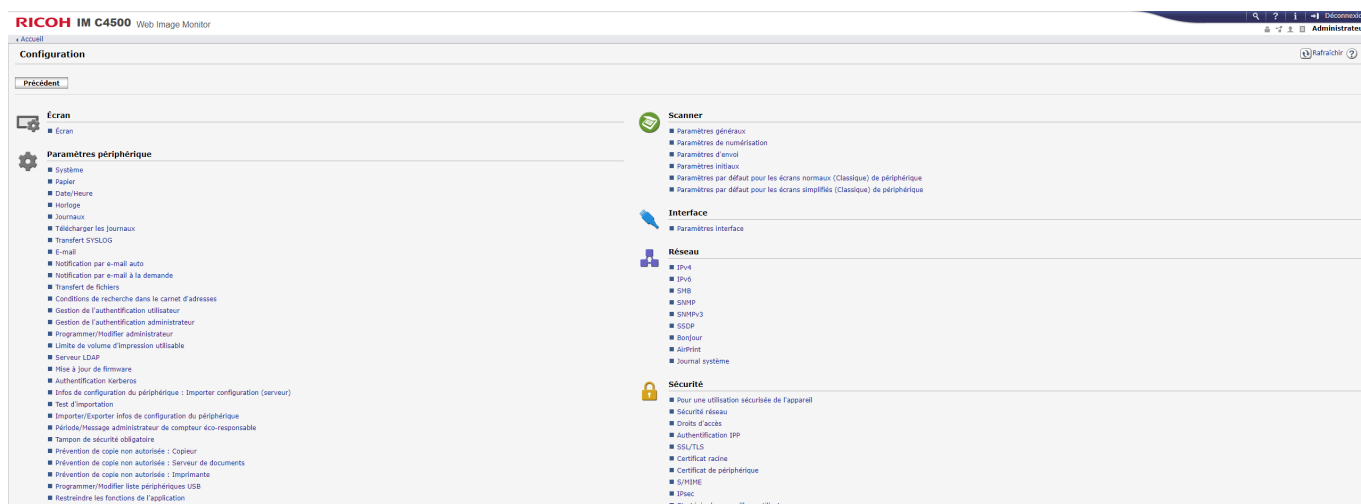 RICOH IM C4500 Web Image Monitor
? i Déconnexio
Accueil
Administrateu
Configuration
Rafraîchir ?
Précédent
Écran
Écran
Paramètres périphérique
Système
Papier
Date/Heure
Horloge
Journaux
Télécharger les journaux
Transfert SYSLOG
E-mail
Notification par e-mail auto
Notification par e-mail à la demande
Transfert de fichiers
Conditions de recherche dans le carnet d'adresses
Gestion de l'authentification utilisateur
Gestion de l'authentification administrateur
Programmer/Modifier administrateur
Limite de volume d'impression utilisable
Serveur LDAP
Mise à jour de firmware
Authentification Kerberos
Infos de configuration du périphérique : Importer configuration (serveur)
Test d'importation
Importer/Exporter infos de configuration du périphérique
Période/Message administrateur de compteur éco-responsable
Tampon de sécurité obligatoire
Prévention de copie non autorisée : Copieur
Prévention de copie non autorisée : Serveur de documents
Prévention de copie non autorisée : Imprimante
Programmer/Modifier liste périphériques USB
Restreindre les fonctions de l'application
Scanner
Paramètres généraux
Paramètres de numérisation
Paramètres d'envoi
Paramètres initiaux
Paramètres par défaut pour les écrans normaux (Classique) de périphérique
Paramètres par défaut pour les écrans simplifiés (Classique) de périphérique
Interface
Paramètres interface
Réseau
IPv4
IPv6
SMB
SNMP
SNMPv3
SSDP
Bonjour
AirPrint
Journal système
Sécurité
Pour une utilisation sécurisée de l'appareil
Sécurité réseau
Droits d'accès
Authentification IPP
SSL/TLS
Certificat racine
Certificat de périphérique
S/MIME
IPsec